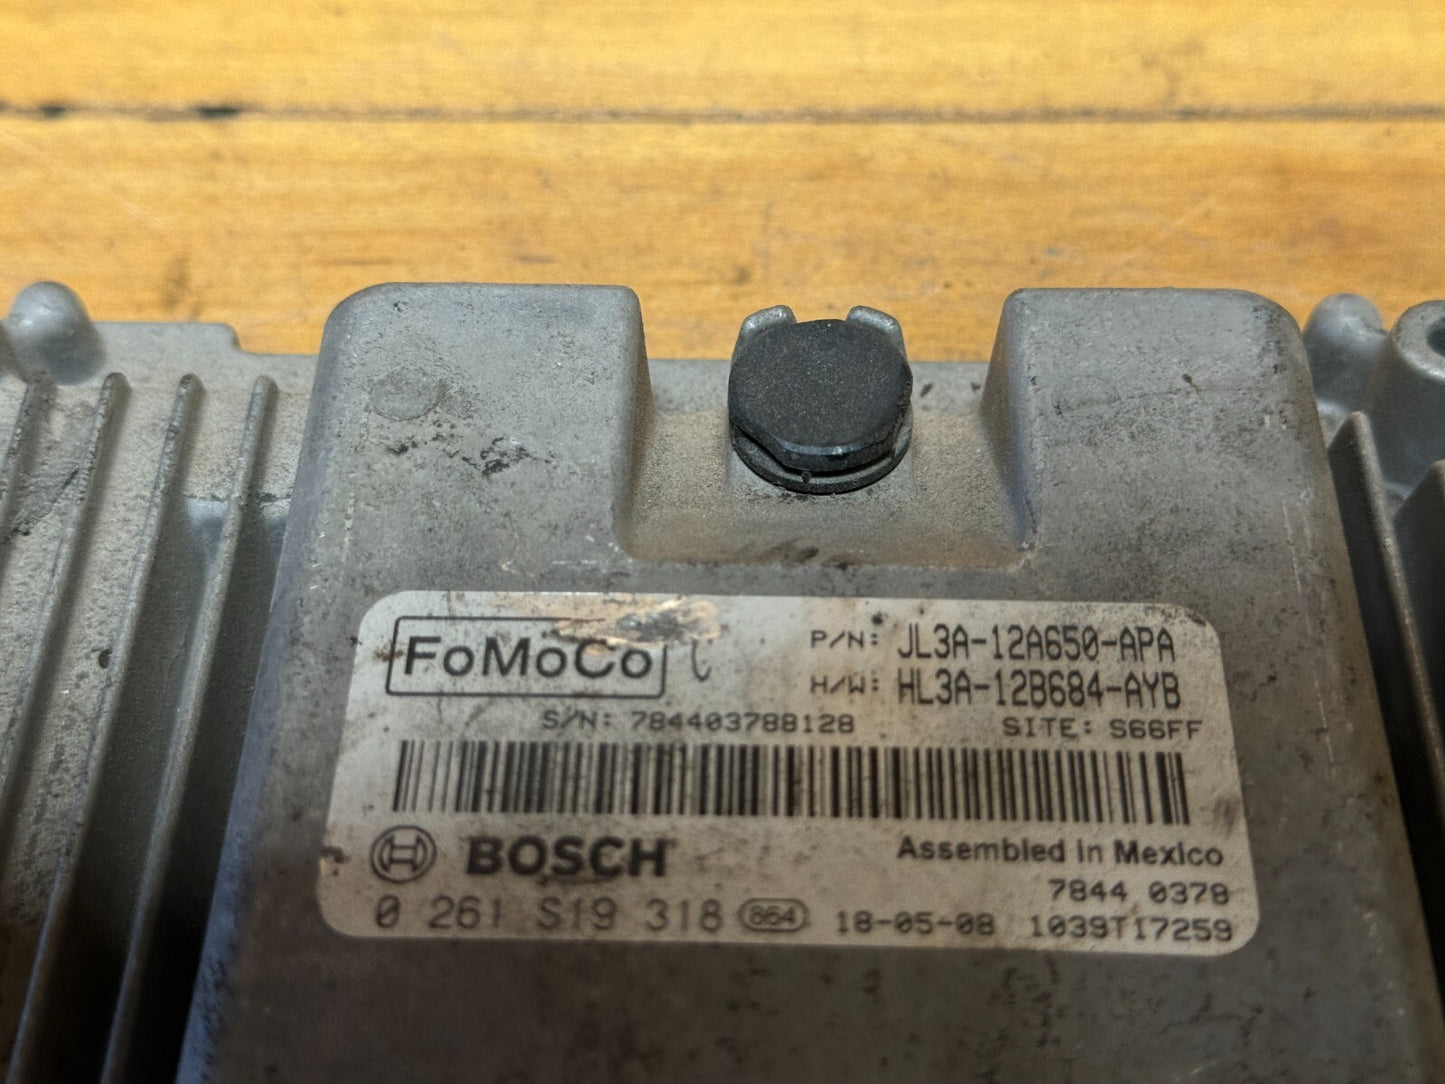 FoMoCo
P/N: JL3A-12A650-APA
H/W: HL3A-12B684-AYB
S/N: 784403788128 SITE: S66FF
BOSCH Assembled in Mexico
7844 0378
0 261 S19 318 864 18-05-08 1039T17259